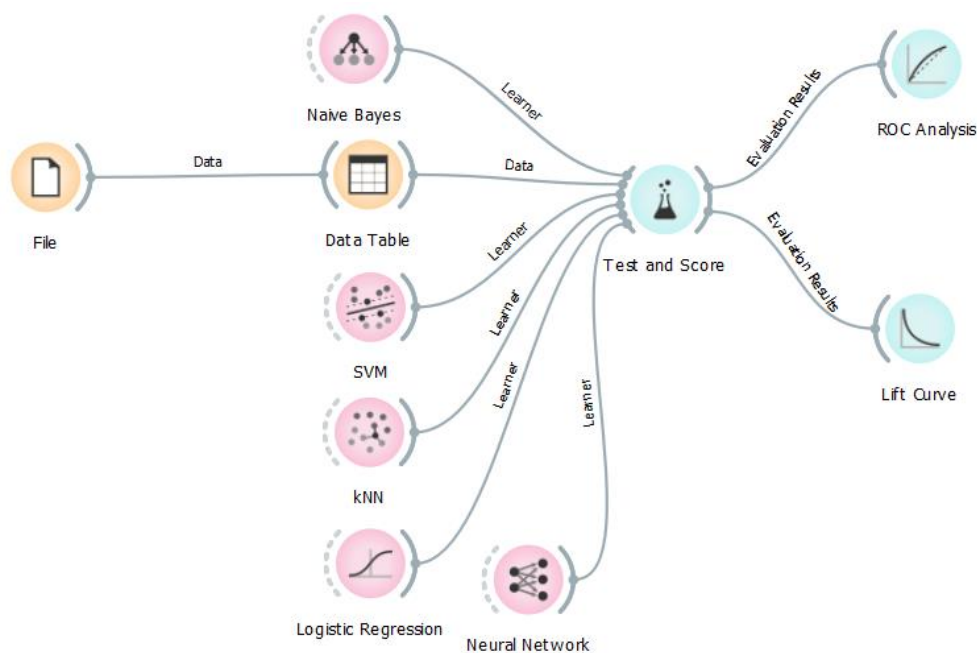 Naive Bayes
Learner
Evaluation Results
ROC Analysis
File
Data
Data Table
Data
Test and Score
Evaluation Results
Lift Curve
SVM
Learner
kNN
Learner
Logistic Regression
Learner
Neural Network
Learner